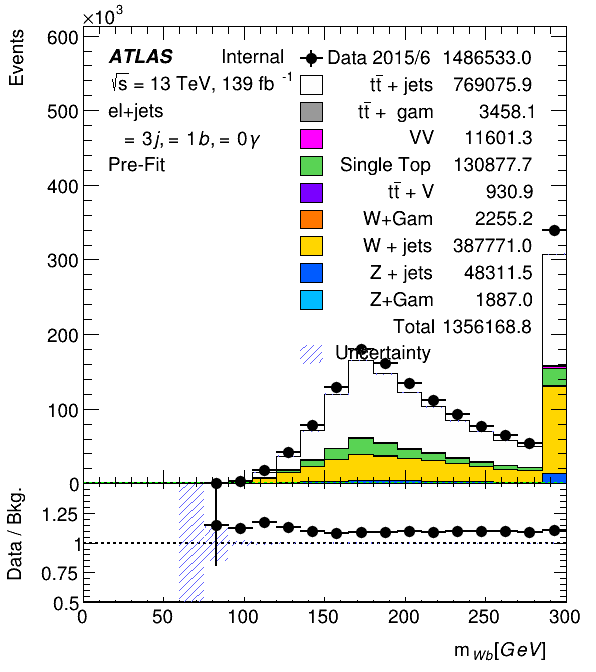 ×10³
Events
600
500
400
300
200
100
0
ATLAS Internal
√s = 13 TeV, 139 fb⁻¹
el+jets
= 3j, = 1b, = 0γ
Pre-Fit
Data 2015/6 1486533.0
tt̄ + jets 769075.9
tt̄ + gam 3458.1
VV 11601.3
Single Top 130877.7
tt̄ + V 930.9
W+Gam 2255.2
W + jets 387771.0
Z + jets 48311.5
Z+Gam 1887.0
Total 1356168.8
Uncertainty
Data / Bkg.
1.25
1
0.75
0.5
0 50 100 150 200 250 300
m_Wb [GeV]